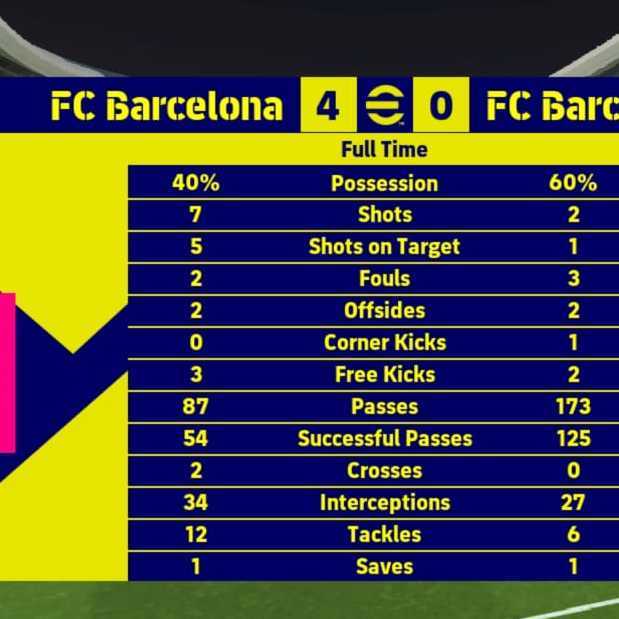 FC Barcelona 4 0 FC Barc
Full Time
40% Possession 60%
7 Shots 2
5 Shots on Target 1
2 Fouls 3
2 Offsides 2
0 Corner Kicks 1
3 Free Kicks 2
87 Passes 173
54 Successful Passes 125
2 Crosses 0
34 Interceptions 27
12 Tackles 6
1 Saves 1